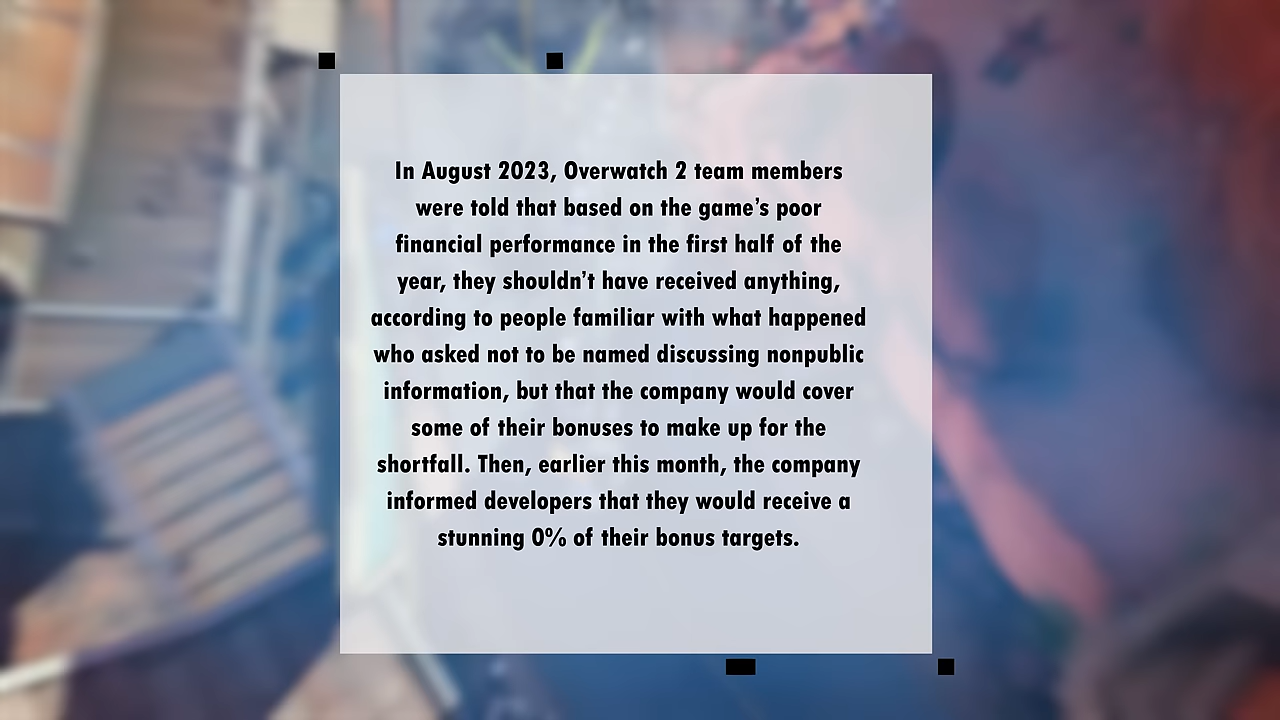 In August 2023, Overwatch 2 team members
were told that based on the game’s poor
financial performance in the first half of the
year, they shouldn’t have received anything,
according to people familiar with what happened
who asked not to be named discussing nonpublic
information, but that the company would cover
some of their bonuses to make up for the
shortfall. Then, earlier this month, the company
informed developers that they would receive a
stunning 0% of their bonus targets.